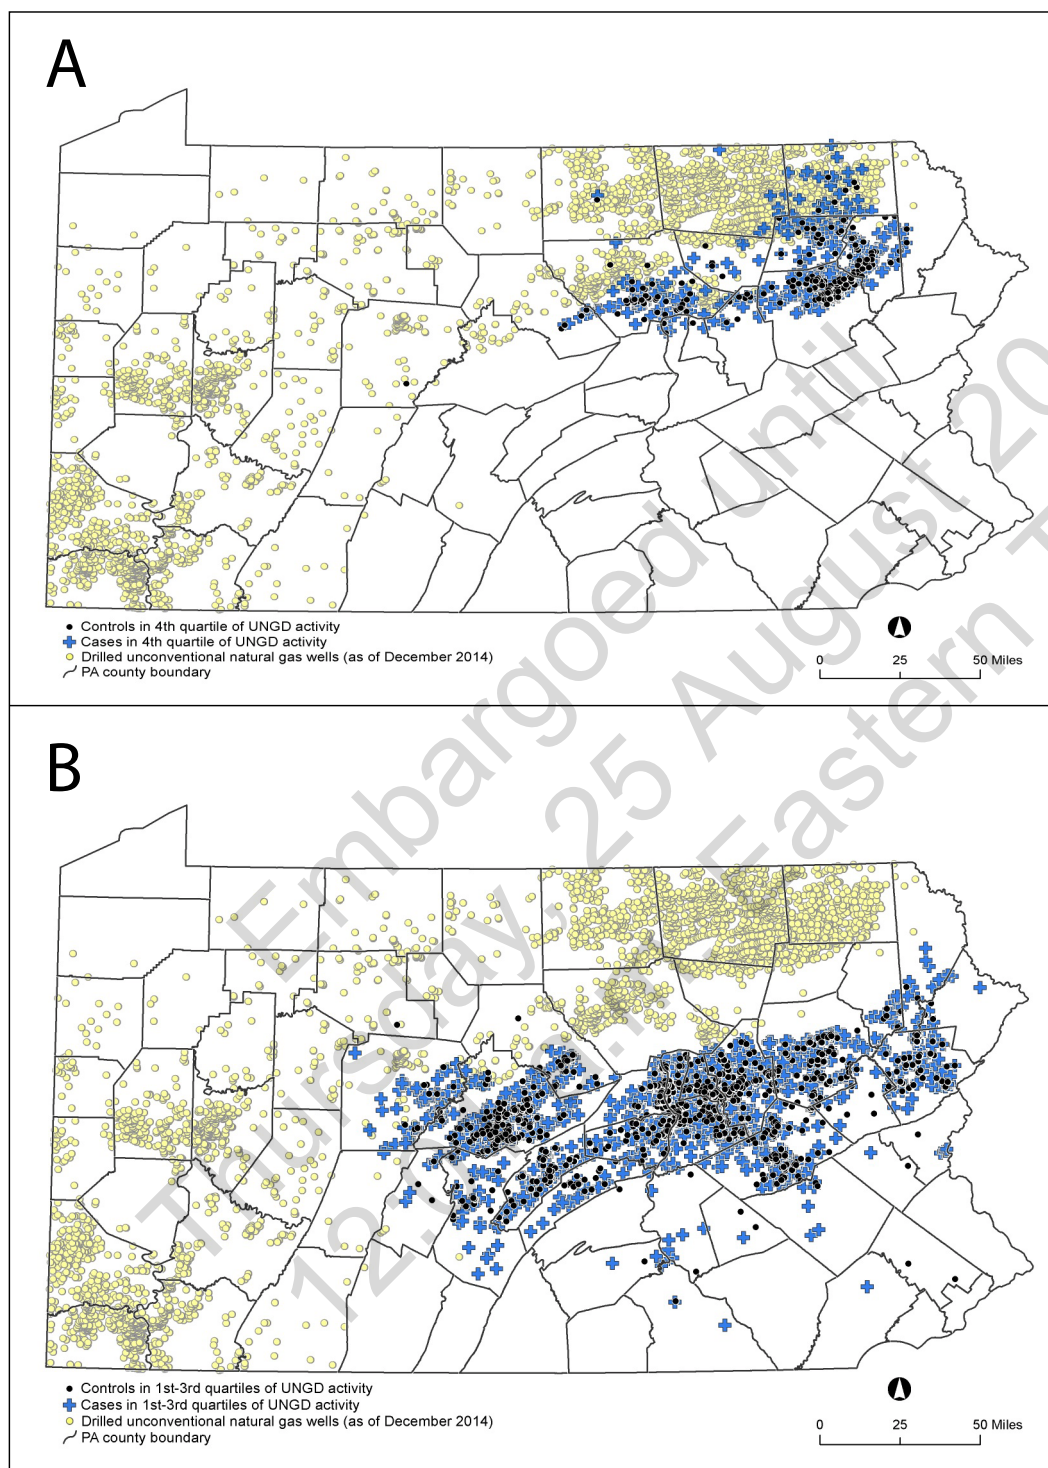 A
Controls in 4th quartile of UNGD activity
Cases in 4th quartile of UNGD activity
Drilled unconventional natural gas wells (as of December 2014)
PA county boundary
0 25 50 Miles
Embargoed until
Thursday, 25 August 20
Eastern T
B
Controls in 1st-3rd quartiles of UNGD activity
Cases in 1st-3rd quartiles of UNGD activity
Drilled unconventional natural gas wells (as of December 2014)
PA county boundary
0 25 50 Miles